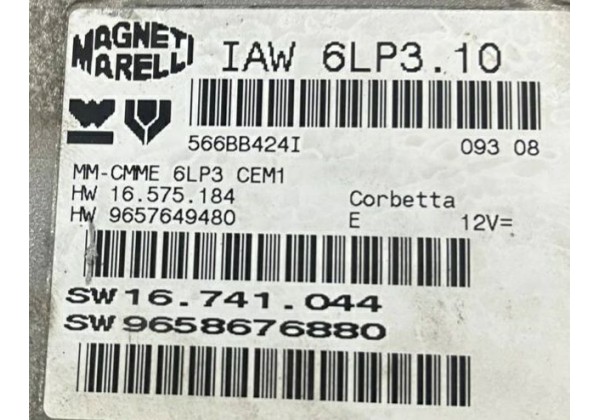 MAGNETI
MARELLI
IAW 6LP3.10
566BB424I 093 08
MM-CMME 6LP3 CEM1
HW 16.575.184 Corbetta
HW 9657649480 E 12V=
SW 16.741.044
SW 9658676880